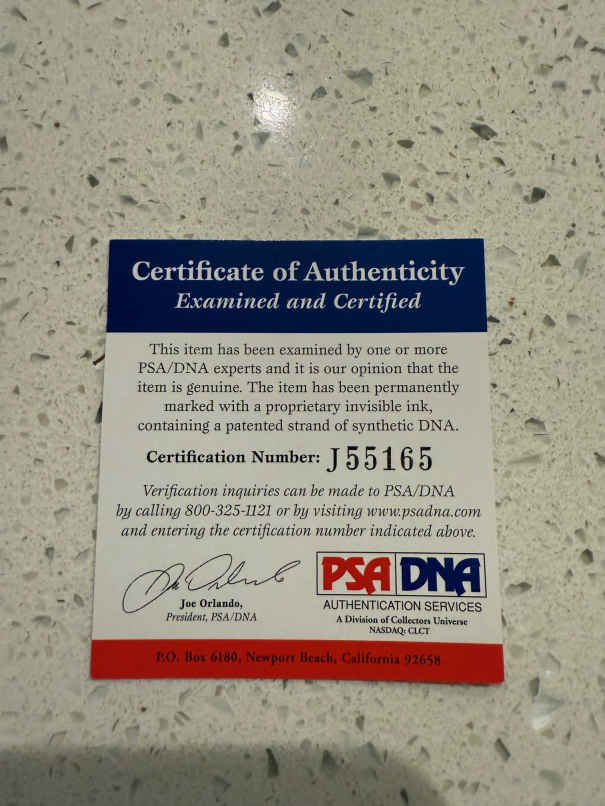 Certificate of Authenticity
Examined and Certified
This item has been examined by one or more
PSA/DNA experts and it is our opinion that the
item is genuine. The item has been permanently
marked with a proprietary invisible ink,
containing a patented strand of synthetic DNA.
Certification Number: J55165
Verification inquiries can be made to PSA/DNA
by calling 800-325-1121 or by visiting www.psadna.com
and entering the certification number indicated above.
Joe Orlando
Joe Orlando,
President, PSA/DNA
PSA DNA
AUTHENTICATION SERVICES
A Division of Collectors Universe
NASDAQ: CLCT
P.O. Box 6180, Newport Beach, California 92658